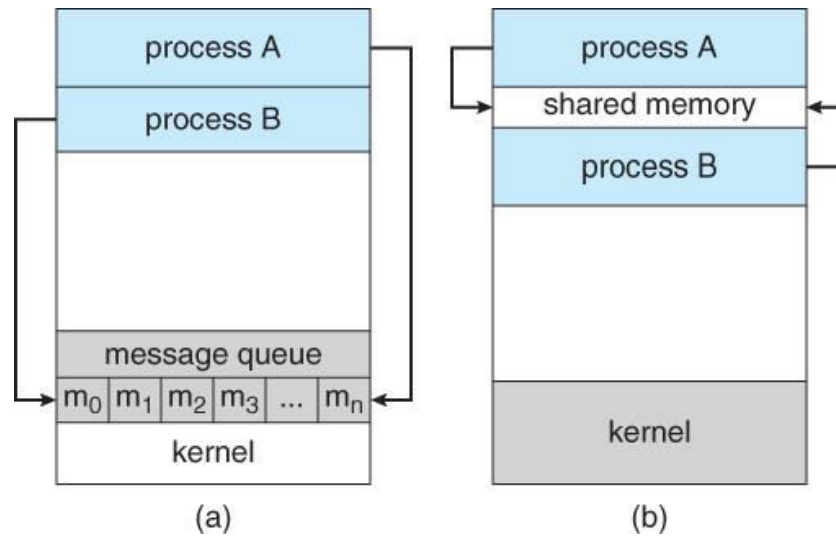 process A
process B
message queue
m0 m1 m2 m3 ... mn
kernel
(a)
process A
shared memory
process B
kernel
(b)